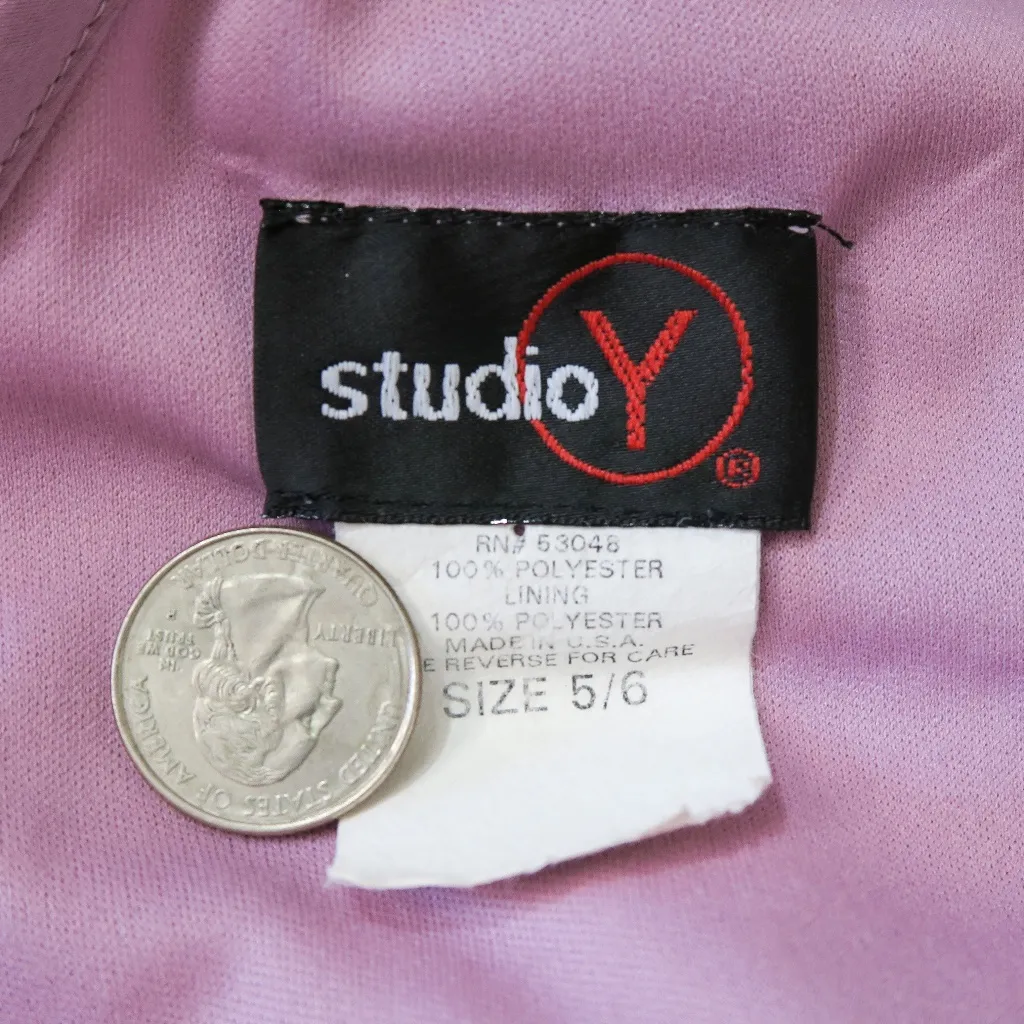 studio Y
®
RN# 53048
100% POLYESTER
LINING
100% POLYESTER
MADE IN U.S.A.
E REVERSE FOR CARE
SIZE 5/6
UNITED STATES OF AMERICA
LIBERTY
IN
GOD WE
TRUST
P
QUARTER DOLLAR